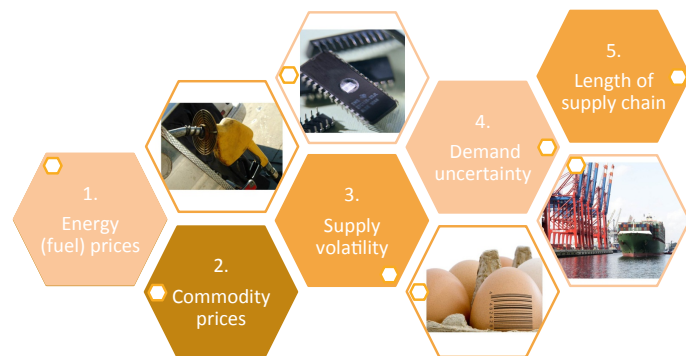 1.
Energy
(fuel) prices
2.
Commodity
prices
3.
Supply
volatility
4.
Demand
uncertainty
5.
Length of
supply chain